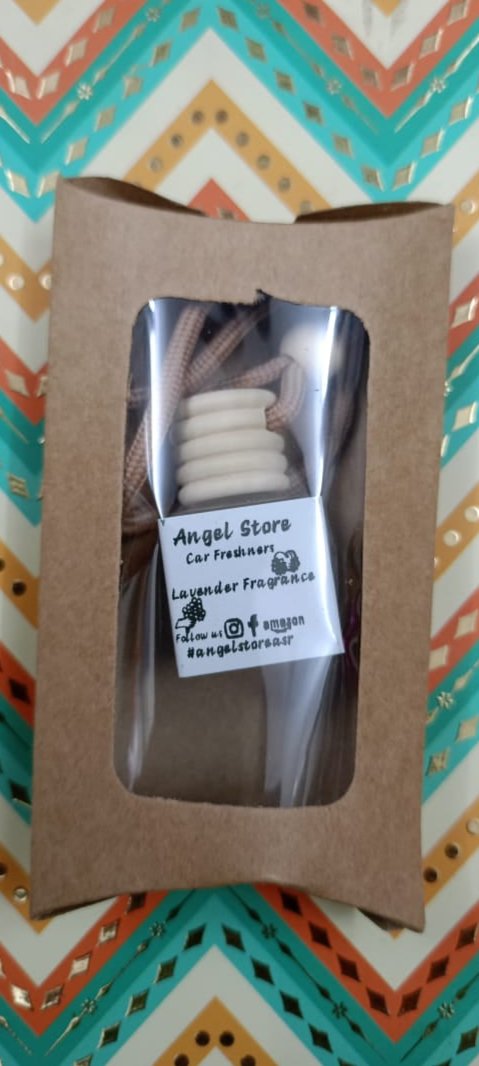 Angel Store
Car Freshners
Lavender Fragrance
Follow us amazon
#angelstoreasr